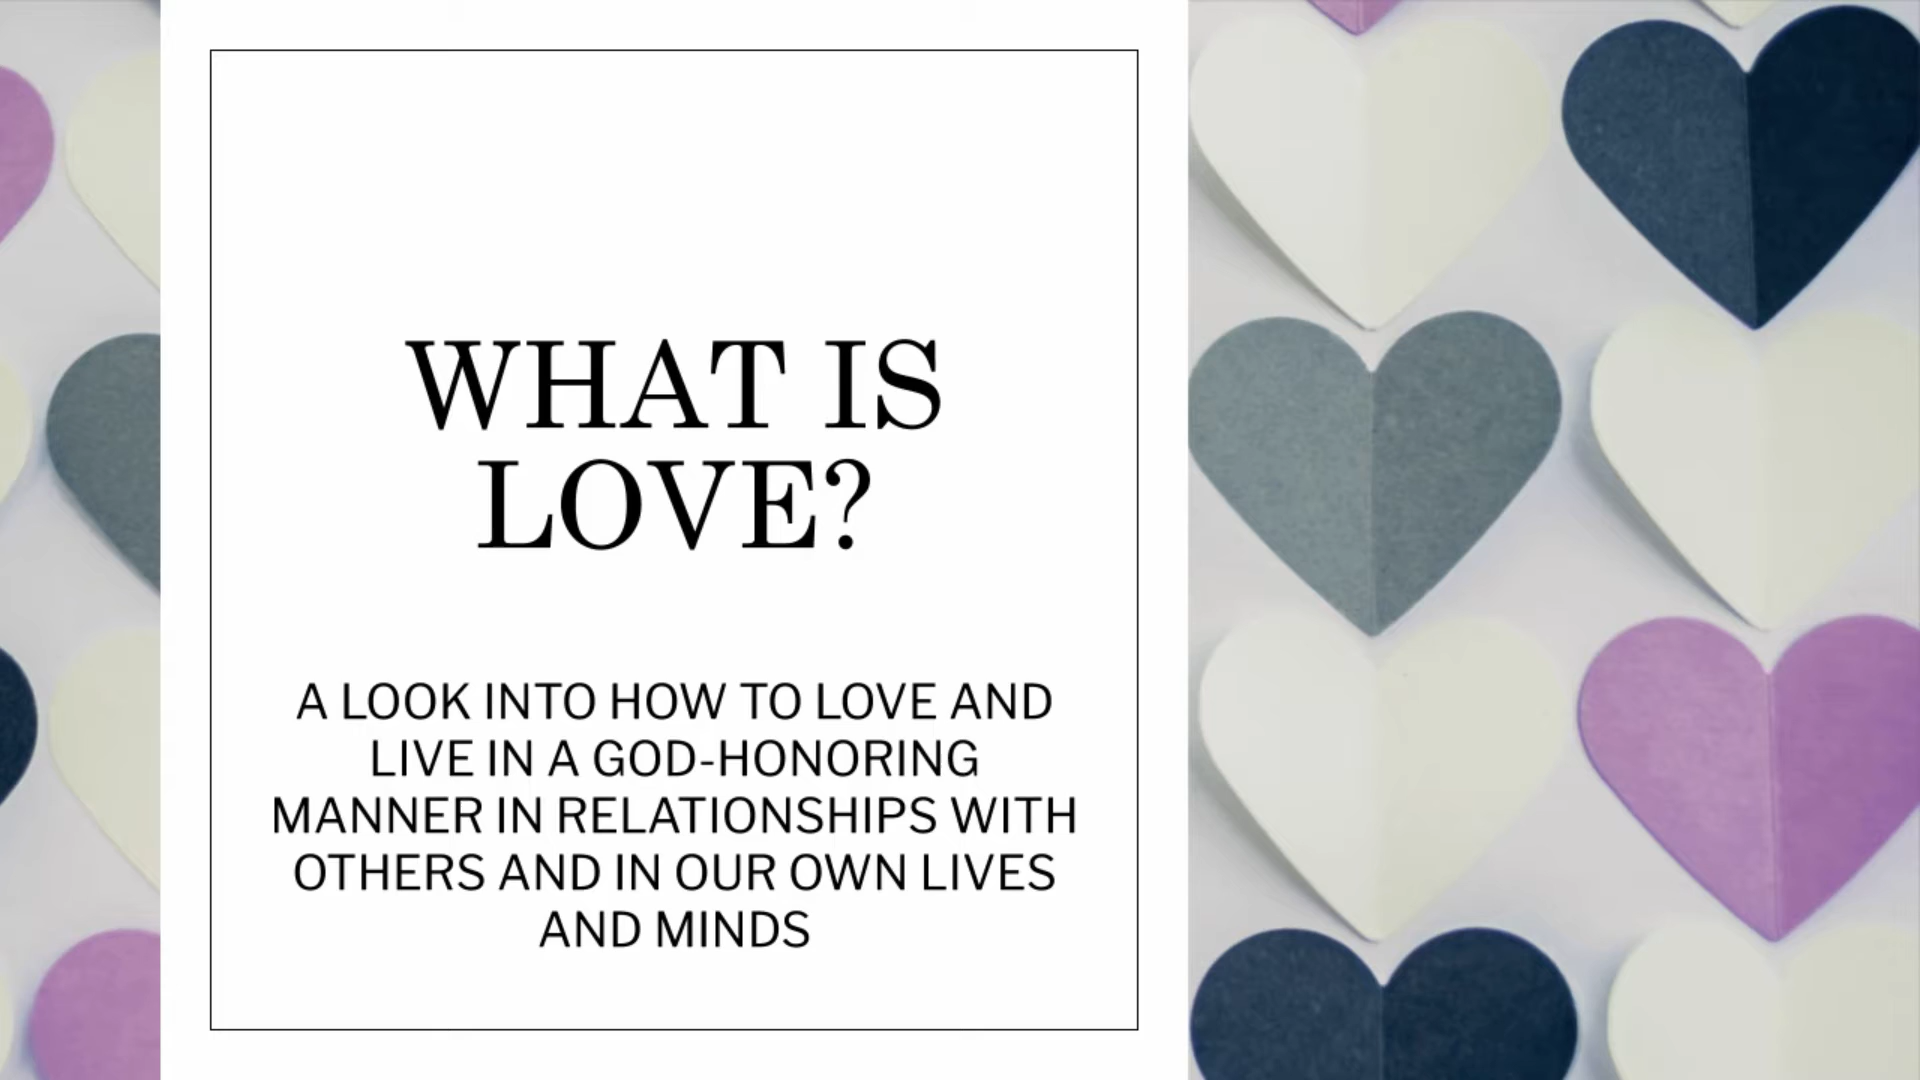 WHAT IS
LOVE?
A LOOK INTO HOW TO LOVE AND
LIVE IN A GOD-HONORING
MANNER IN RELATIONSHIPS WITH
OTHERS AND IN OUR OWN LIVES
AND MINDS